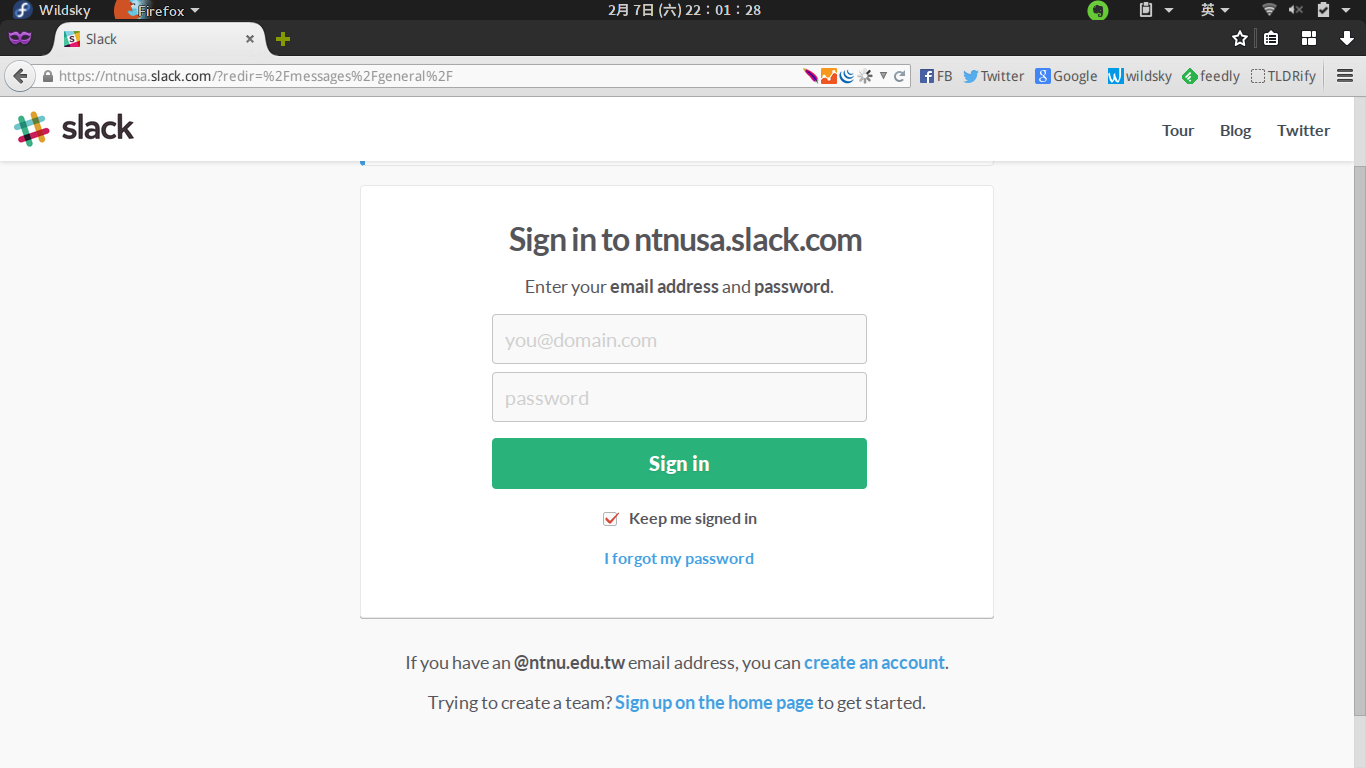 Wildsky Firefox 2月 7日 (六) 22：01：28 英
Slack
https://ntnusa.slack.com/?redir=%2Fmessages%2Fgeneral%2F FB Twitter Google wildsky feedly TLDRify
slack Tour Blog Twitter
Sign in to ntnusa.slack.com
Enter your email address and password.
you@domain.com
password
Sign in
Keep me signed in
I forgot my password
If you have an @ntnu.edu.tw email address, you can create an account.
Trying to create a team? Sign up on the home page to get started.